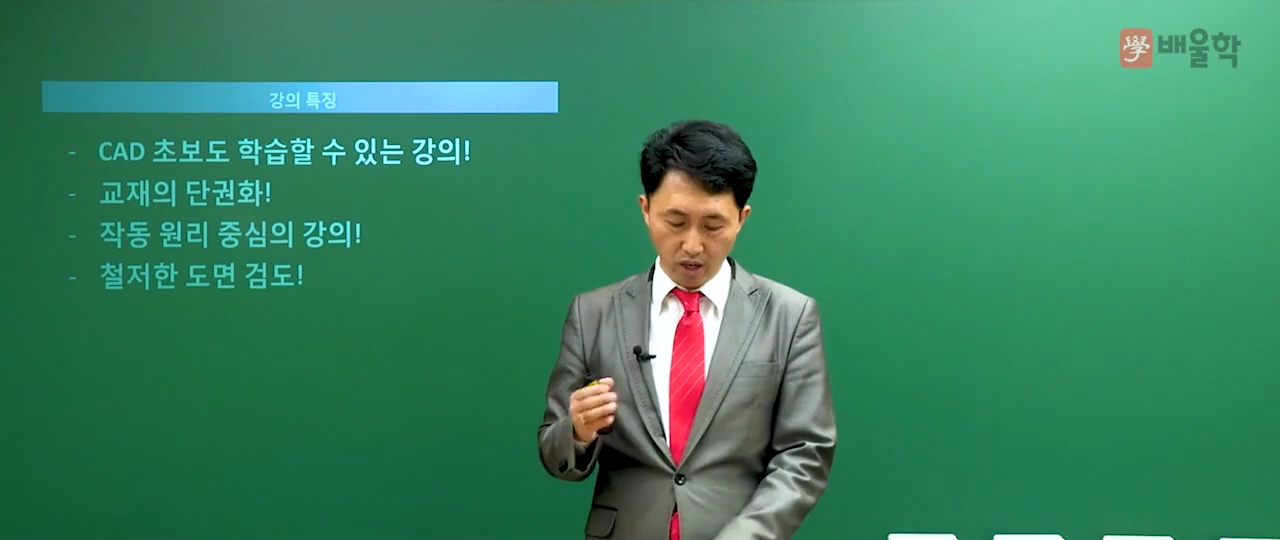 學 배울학
강의 특징
- CAD 초보도 학습할 수 있는 강의!
- 교재의 단권화!
- 작동 원리 중심의 강의!
- 철저한 도면 검도!